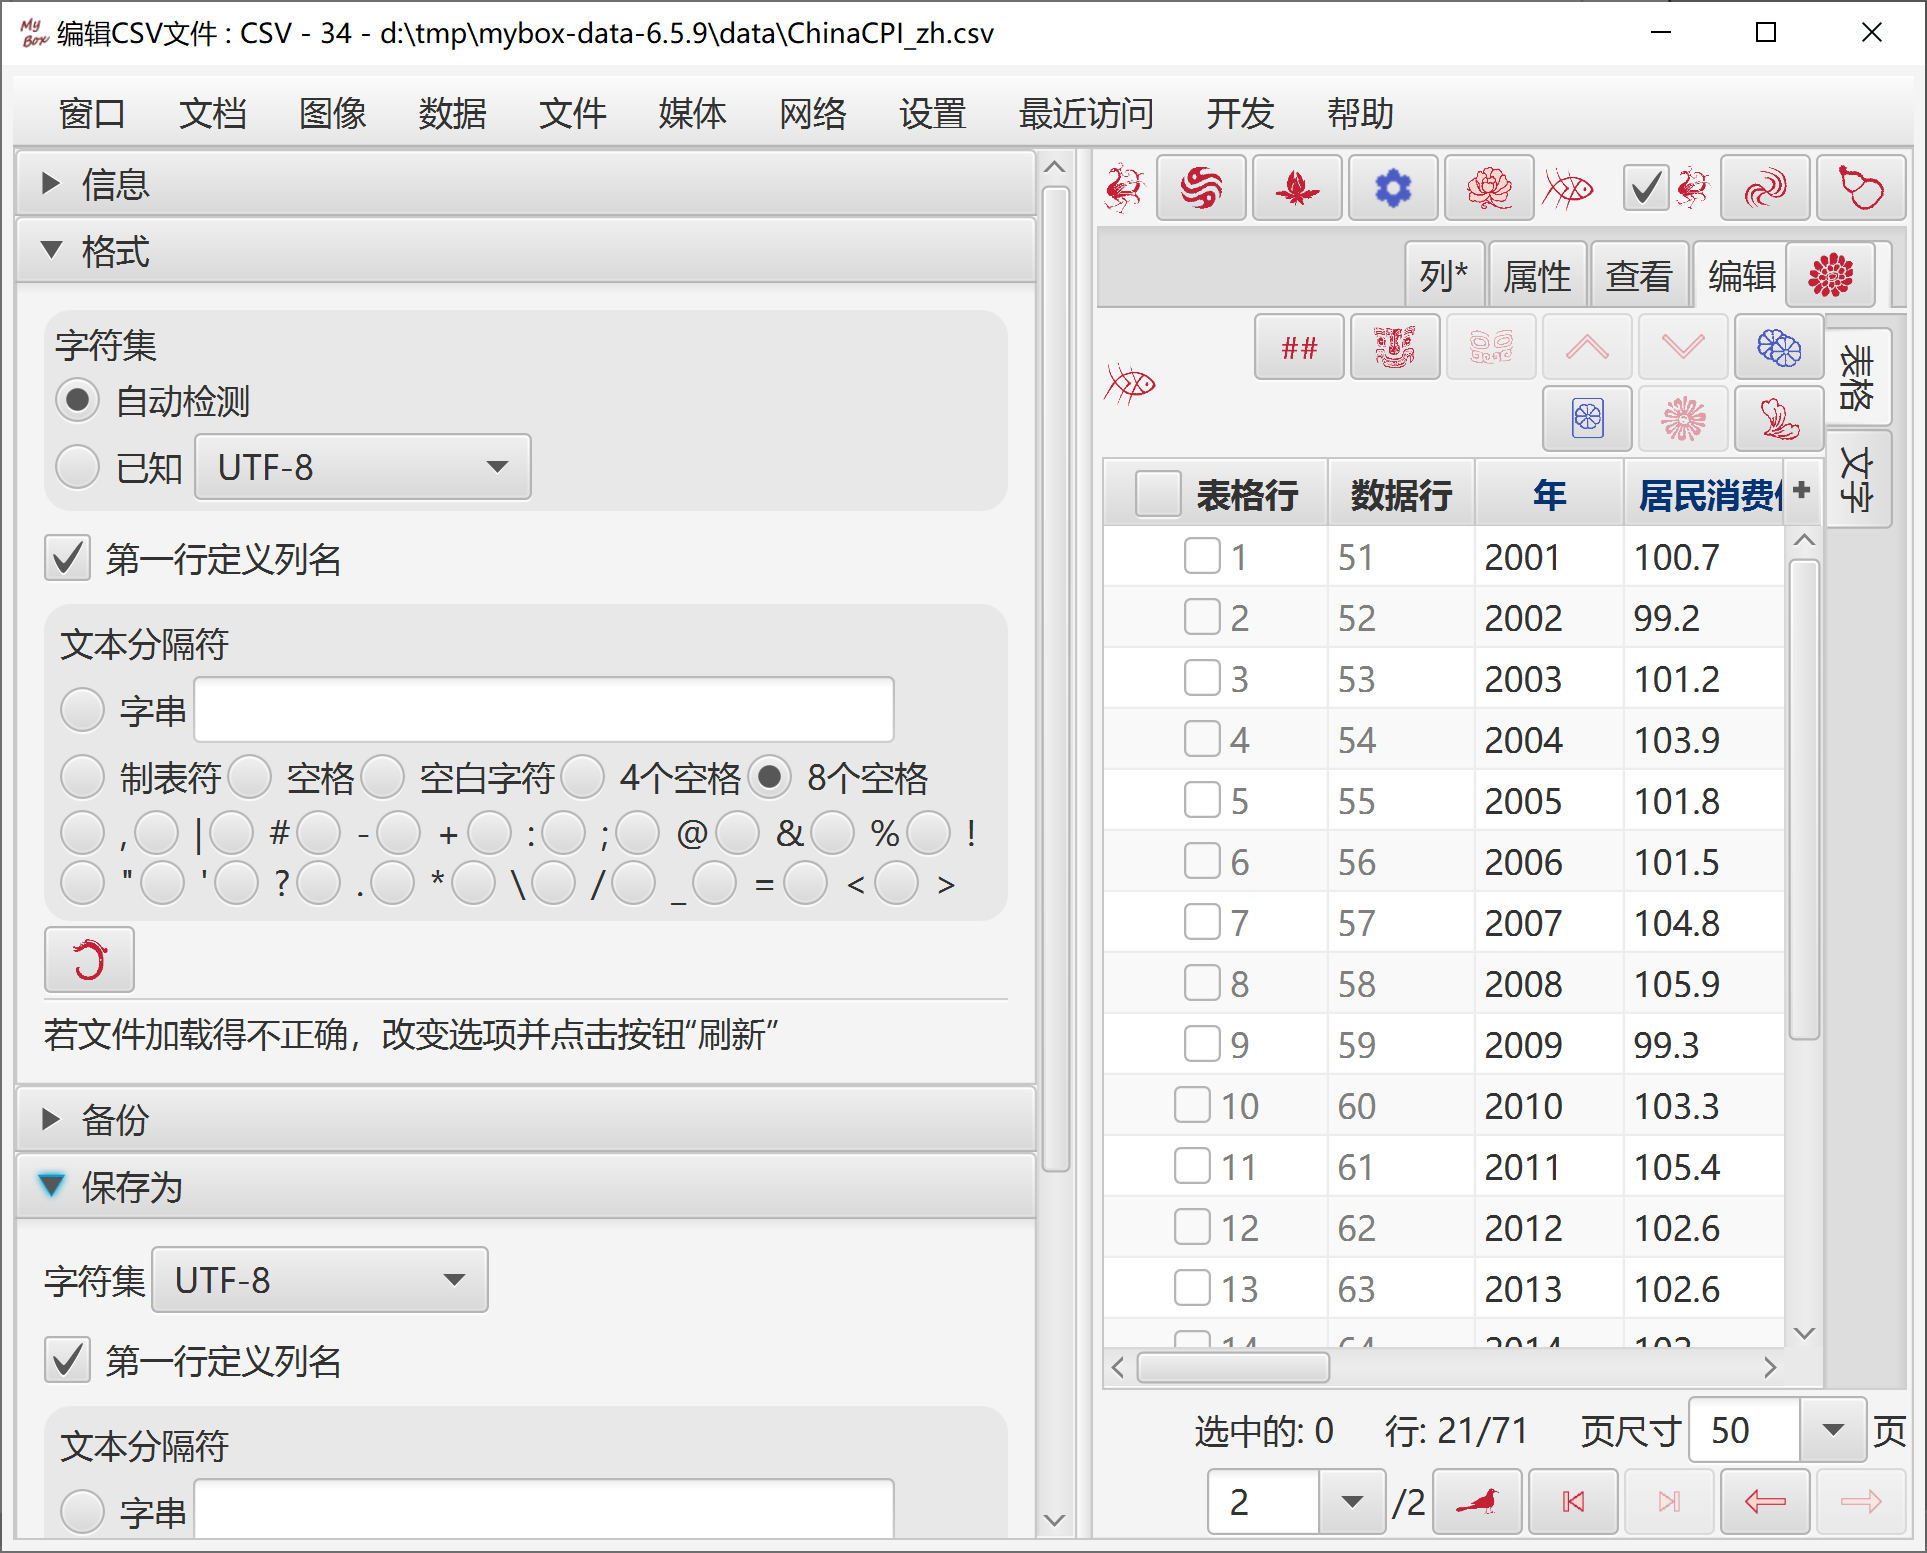 My Box 编辑CSV文件 : CSV - 34 - d:\tmp\mybox-data-6.5.9\data\ChinaCPI_zh.csv
窗口 文档 图像 数据 文件 媒体 网络 设置 最近访问 开发 帮助
信息
格式
字符集
自动检测
已知 UTF-8
第一行定义列名
文本分隔符
字串
制表符 空格 空白字符 4个空格 8个空格
, | # - + : ; @ & % !
" ' ? . * \ / _ = < >
若文件加载得不正确，改变选项并点击按钮“刷新”
备份
保存为
字符集 UTF-8
第一行定义列名
文本分隔符
字串
列* 属性 查看 编辑
##
表格
文字
表格行 数据行 年 居民消费 +
1 51 2001 100.7
2 52 2002 99.2
3 53 2003 101.2
4 54 2004 103.9
5 55 2005 101.8
6 56 2006 101.5
7 57 2007 104.8
8 58 2008 105.9
9 59 2009 99.3
10 60 2010 103.3
11 61 2011 105.4
12 62 2012 102.6
13 63 2013 102.6
14 64 2014 102
选中的: 0 行: 21/71 页尺寸 50 页
2 /2